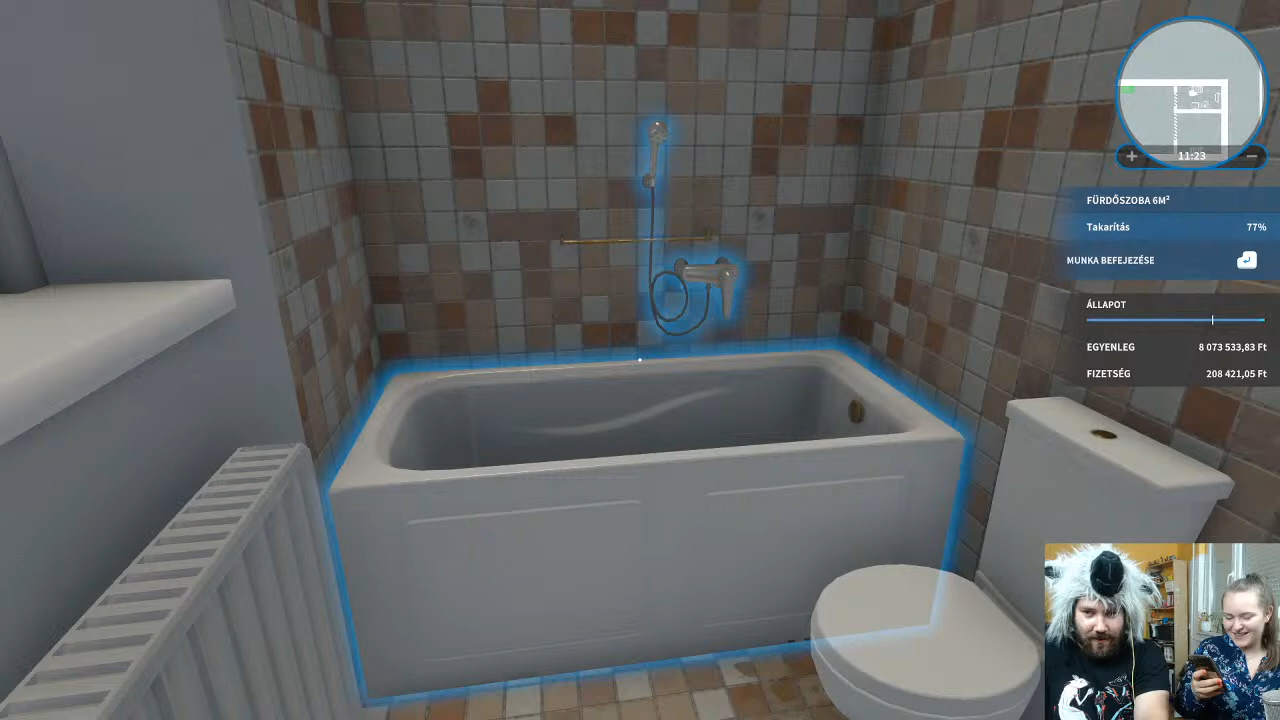 11:23
FÜRDŐSZOBA 6M²
Takarítás 77%
MUNKA BEFEJEZÉSE
ÁLLAPOT
EGYENLEG 8 073 533,83 Ft
FIZETSÉG 208 421,05 Ft